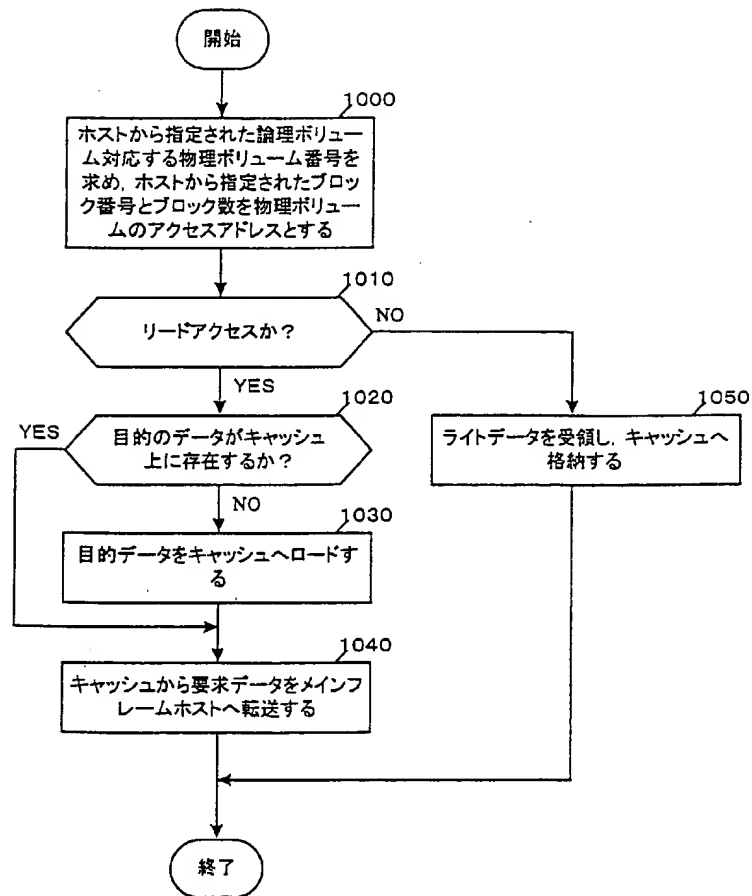 開始
1000
ホストから指定された論理ボリュー
ム対応する物理ボリューム番号を
求め，ホストから指定されたブロッ
ク番号とブロック数を物理ボリュー
ムのアクセスアドレスとする
1010
リードアクセスか？
NO
YES
1020
YES
目的のデータがキャッシュ
上に存在するか？
1050
ライトデータを受領し，キャッシュへ
格納する
NO
1030
目的データをキャッシュへロードす
る
1040
キャッシュから要求データをメインフ
レームホストへ転送する
終了